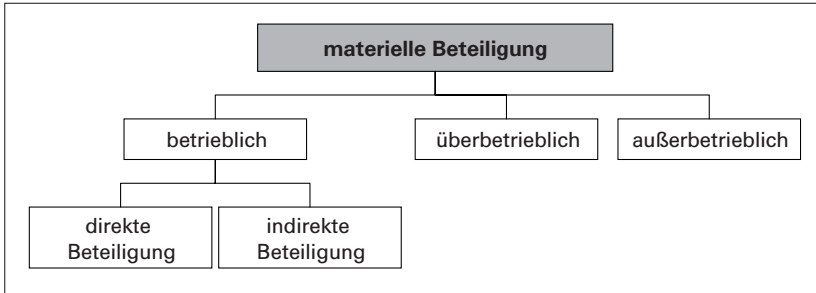 materielle Beteiligung
betrieblich
überbetrieblich
außerbetrieblich
direkte
Beteiligung
indirekte
Beteiligung